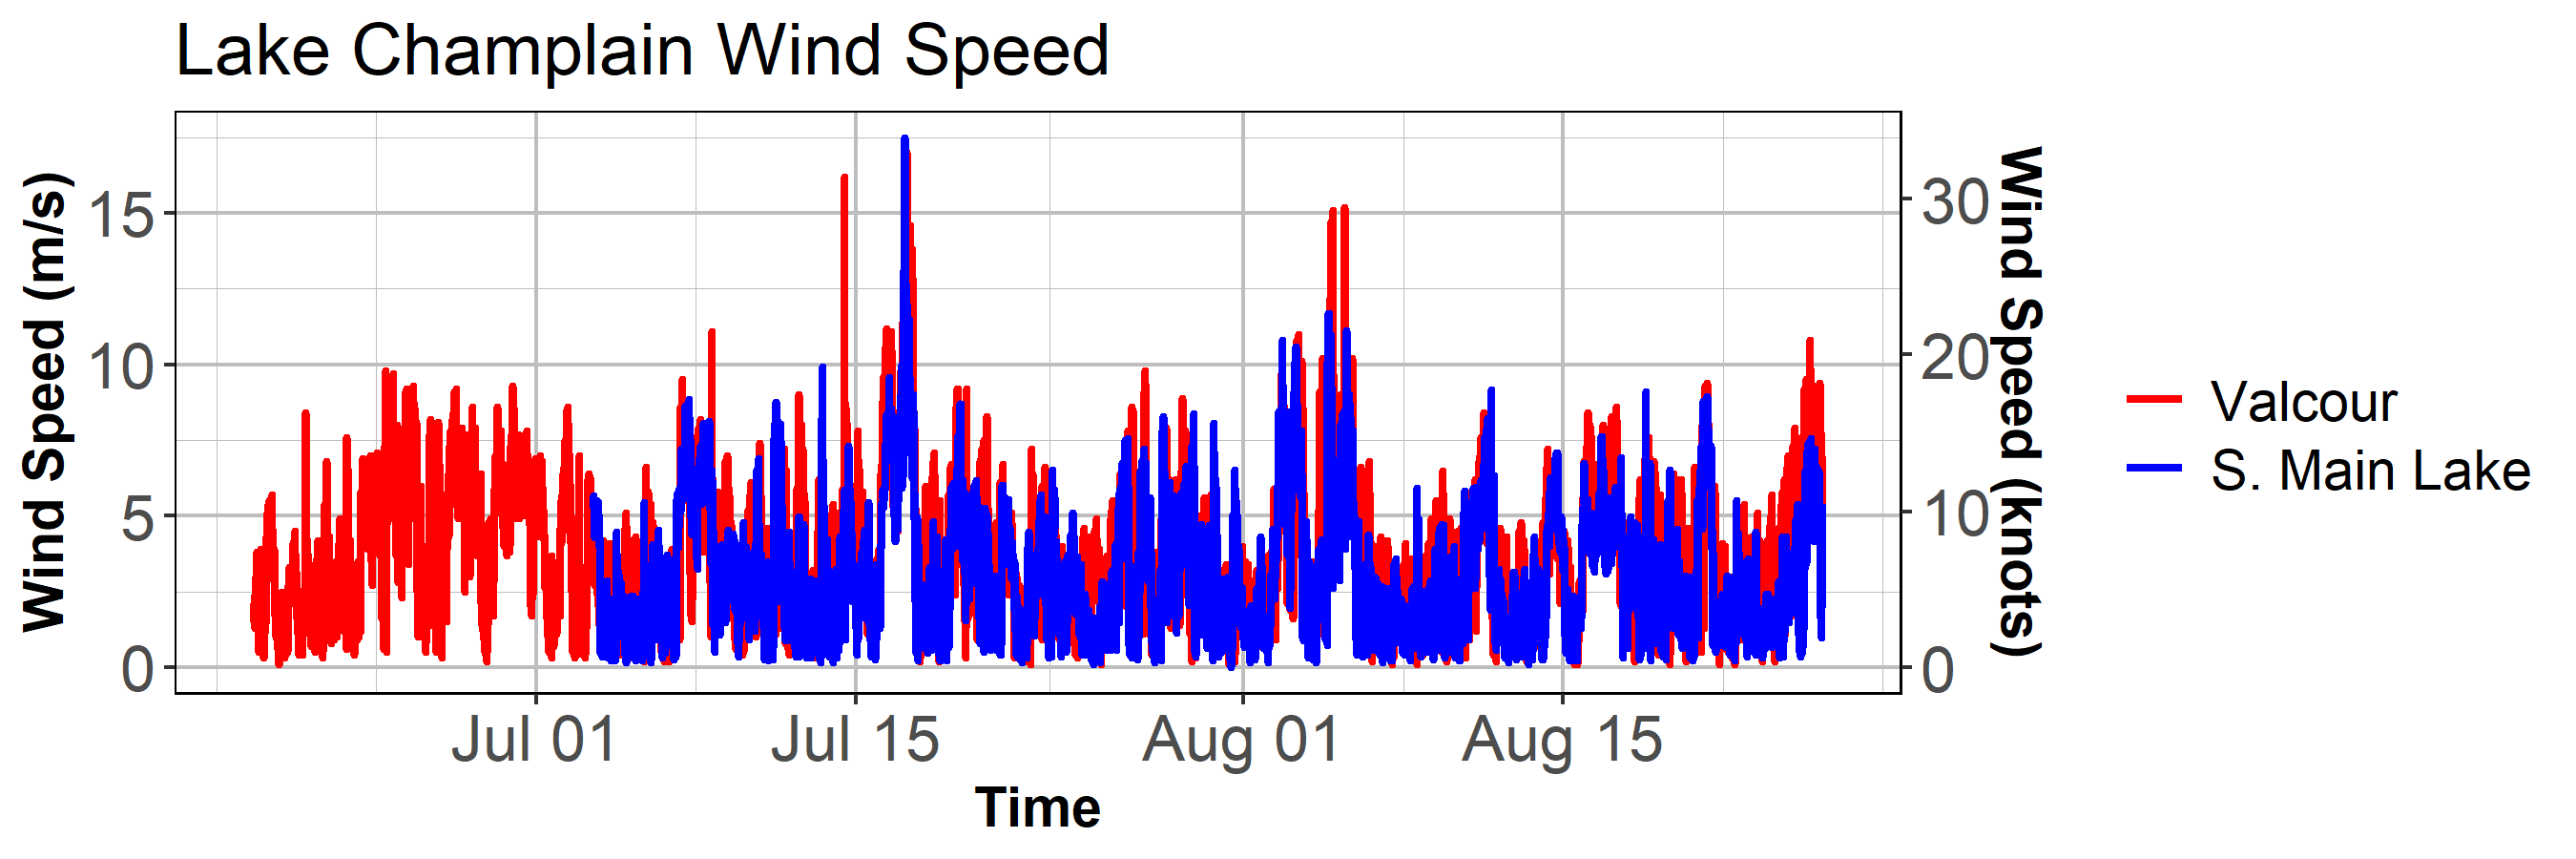 Lake Champlain Wind Speed
Wind Speed (m/s)
15
10
5
0
30
20
10
0
Wind Speed (knots)
Jul 01
Jul 15
Aug 01
Aug 15
Time
Valcour
S. Main Lake